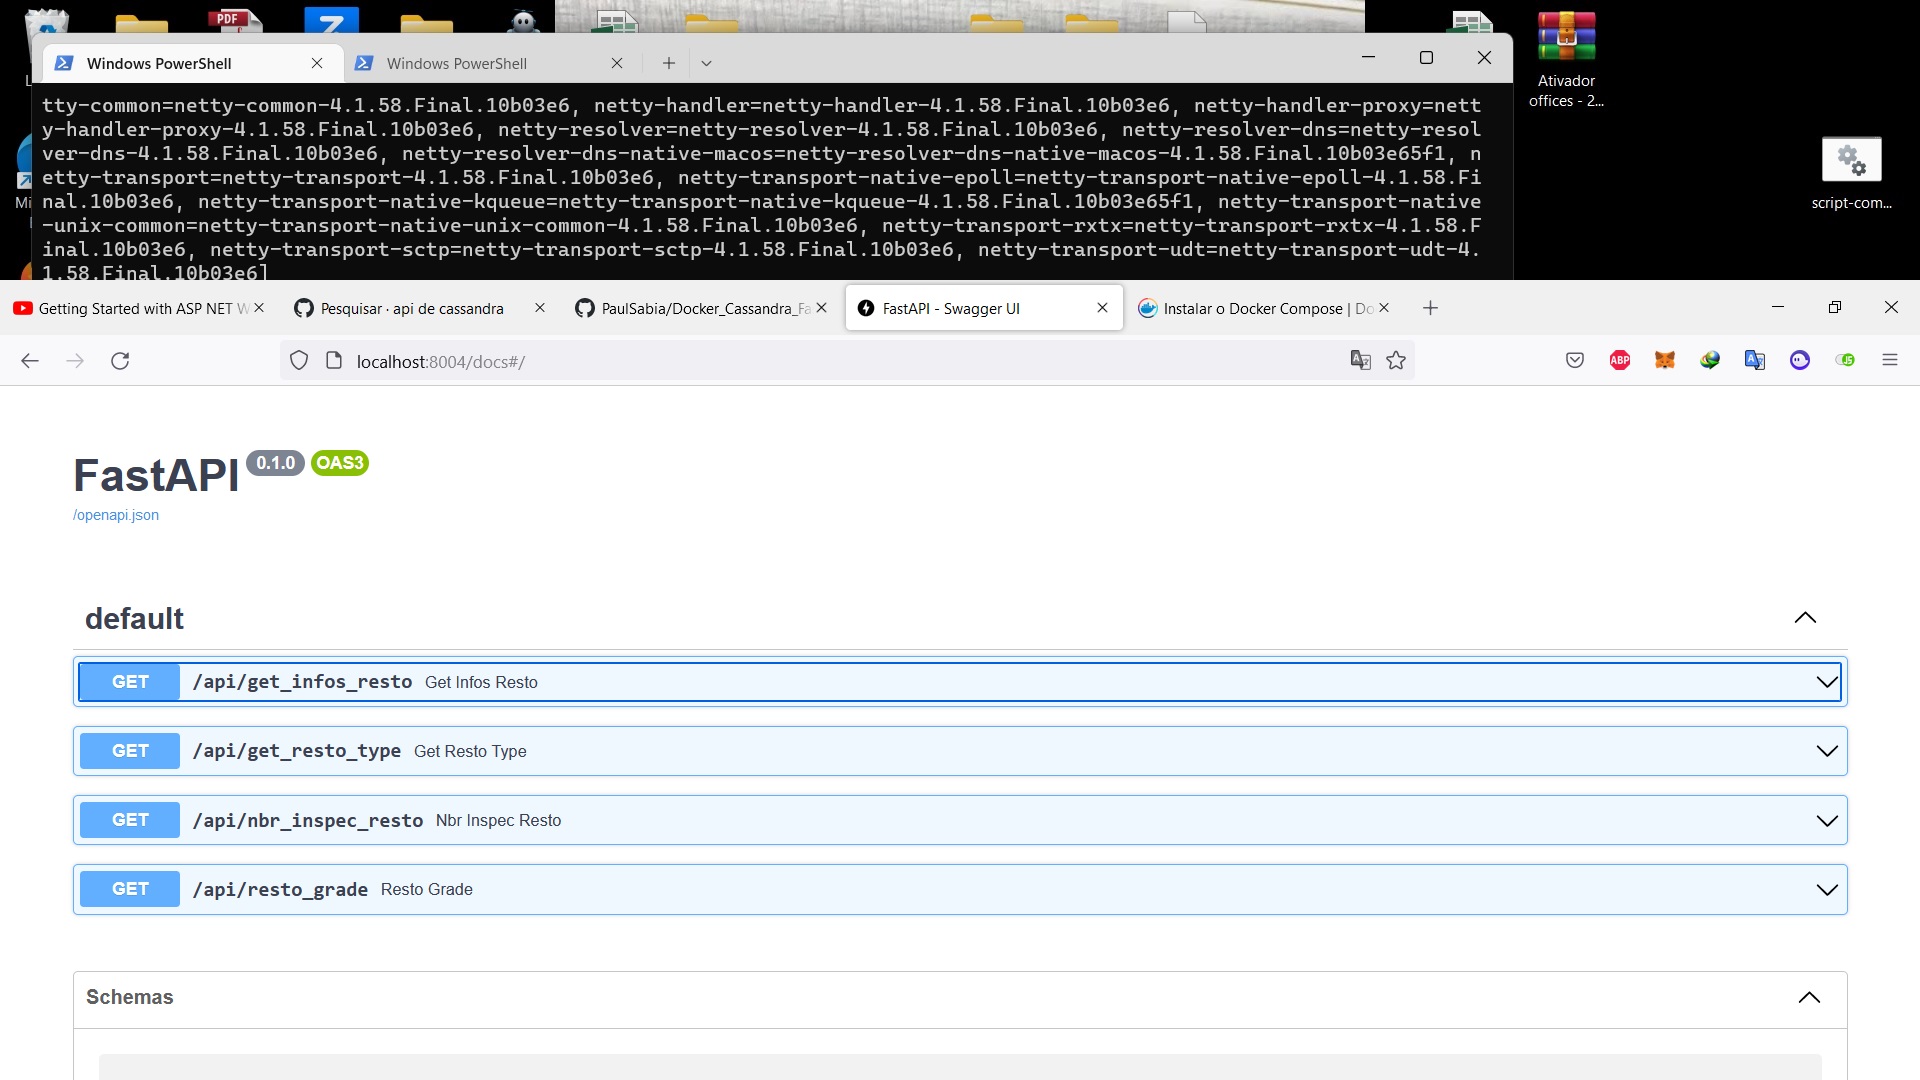 PDF
Z
Windows PowerShell
Windows PowerShell
tty-common=netty-common-4.1.58.Final.10b03e6, netty-handler=netty-handler-4.1.58.Final.10b03e6, netty-handler-proxy=nett
y-handler-proxy-4.1.58.Final.10b03e6, netty-resolver=netty-resolver-4.1.58.Final.10b03e6, netty-resolver-dns=netty-resol
ver-dns-4.1.58.Final.10b03e6, netty-resolver-dns-native-macos=netty-resolver-dns-native-macos-4.1.58.Final.10b03e65f1, n
etty-transport=netty-transport-4.1.58.Final.10b03e6, netty-transport-native-epoll=netty-transport-native-epoll-4.1.58.Fi
nal.10b03e6, netty-transport-native-kqueue=netty-transport-native-kqueue-4.1.58.Final.10b03e65f1, netty-transport-native
-unix-common=netty-transport-native-unix-common-4.1.58.Final.10b03e6, netty-transport-rxtx=netty-transport-rxtx-4.1.58.F
inal.10b03e6, netty-transport-sctp=netty-transport-sctp-4.1.58.Final.10b03e6, netty-transport-udt=netty-transport-udt-4.
1.58.Final.10b03e6]
Ativador
offices - 2...
script-com...
Mi
Getting Started with ASP NET W
Pesquisar · api de cassandra
PaulSabia/Docker_Cassandra_Fa
FastAPI - Swagger UI
Instalar o Docker Compose | Do
localhost:8004/docs#/
ABP
FastAPI 0.1.0 OAS3
/openapi.json
default
GET /api/get_infos_resto Get Infos Resto
GET /api/get_resto_type Get Resto Type
GET /api/nbr_inspec_resto Nbr Inspec Resto
GET /api/resto_grade Resto Grade
Schemas